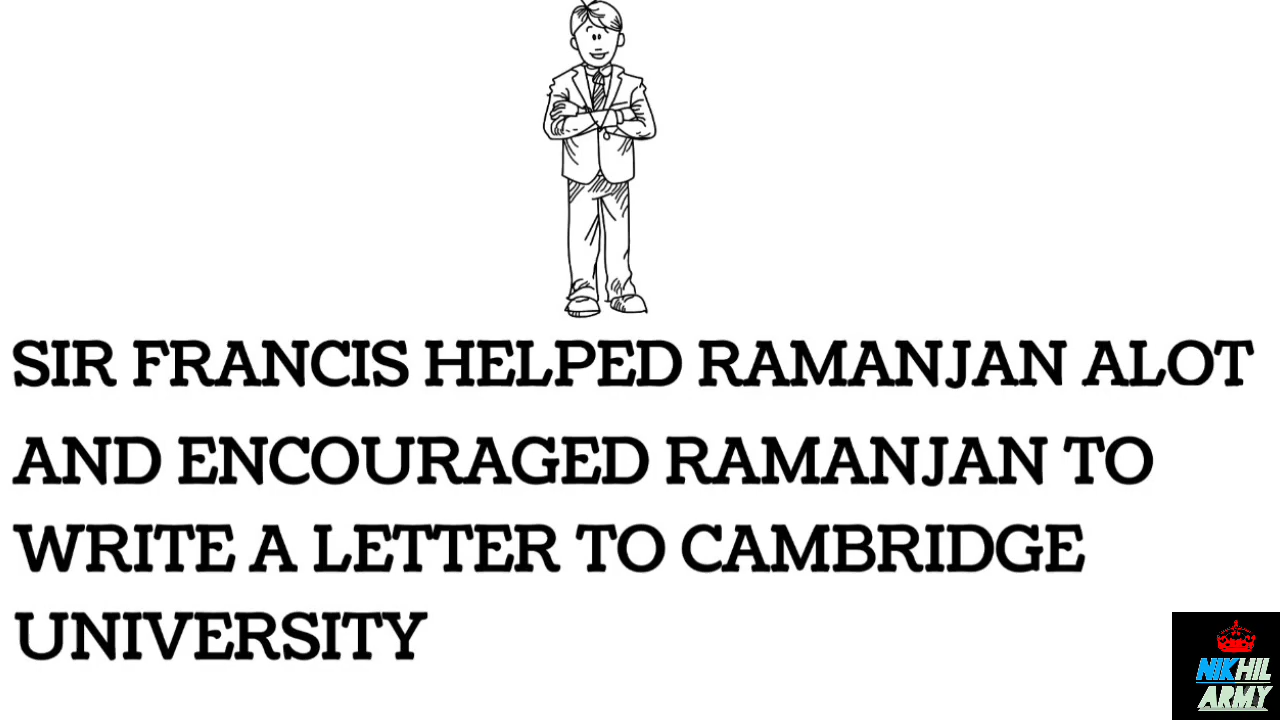 SIR FRANCIS HELPED RAMANJAN ALOT
AND ENCOURAGED RAMANJAN TO
WRITE A LETTER TO CAMBRIDGE
UNIVERSITY
NIKHIL
ARMY